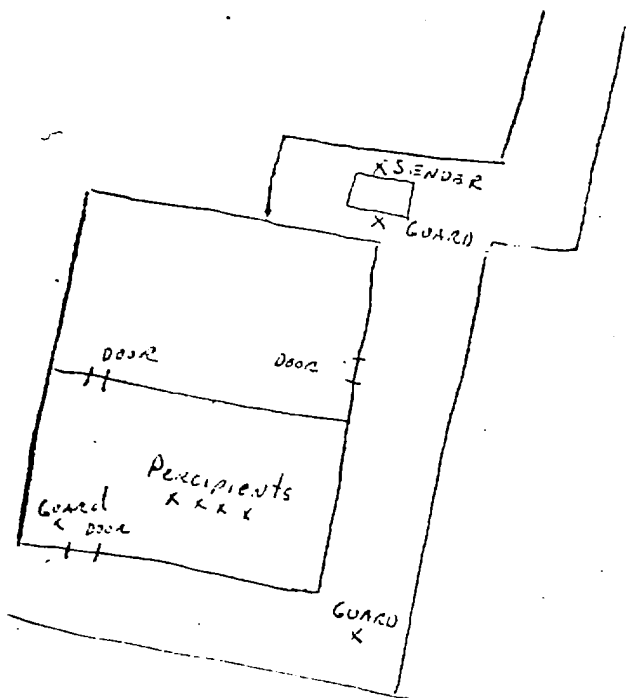 x SENDER
x GUARD
DOOR
DOOR
Percipients
x x x x
GUARd
x
DOOR
GUARD
x